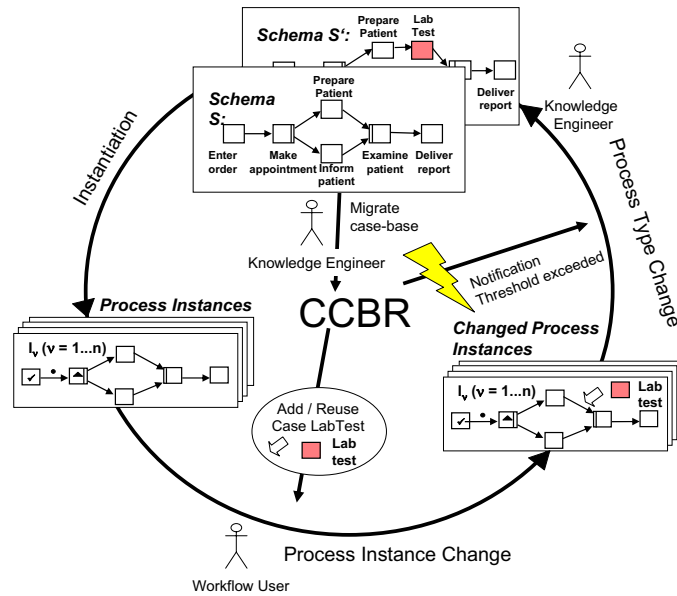 Schema S‘:
Prepare
Patient
Lab
Test
Deliver
report
Schema
S:
Prepare
Patient
Enter
order
Make
appointment
Inform
patient
Examine
patient
Deliver
report
Knowledge
Engineer
Instantiation
Migrate
case-base
Knowledge Engineer
Process Type Change
Notification
Threshold exceeded
CCBR
Process Instances
Iν (ν = 1...n)
Changed Process
Instances
Iν (ν = 1...n)
Lab
test
Add / Reuse
Case LabTest
Lab
test
Process Instance Change
Workflow User